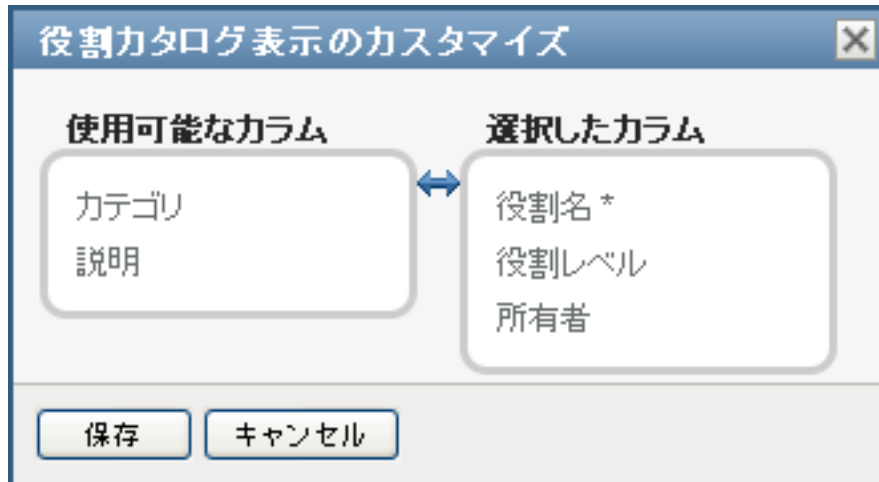 役割カタログ表示のカスタマイズ
使用可能なカラム
カテゴリ
説明
選択したカラム
役割名 *
役割レベル
所有者
保存
キャンセル